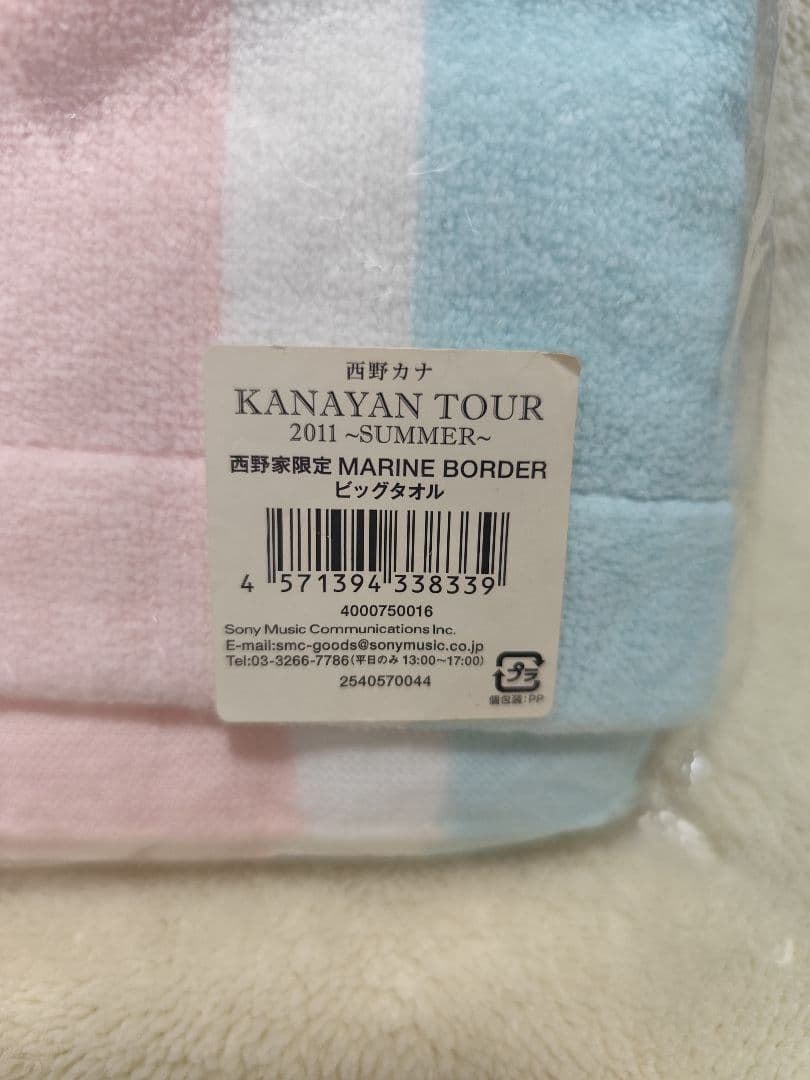 西野カナ
KANAYAN TOUR
2011 ~SUMMER~
西野家限定 MARINE BORDER
ビッグタオル
4 571394 338339
4000750016
Sony Music Communications Inc.
E-mail:smc-goods@sonymusic.co.jp
Tel:03-3266-7786(平日のみ 13:00~17:00)
プラ
2540570044
個包装:PP